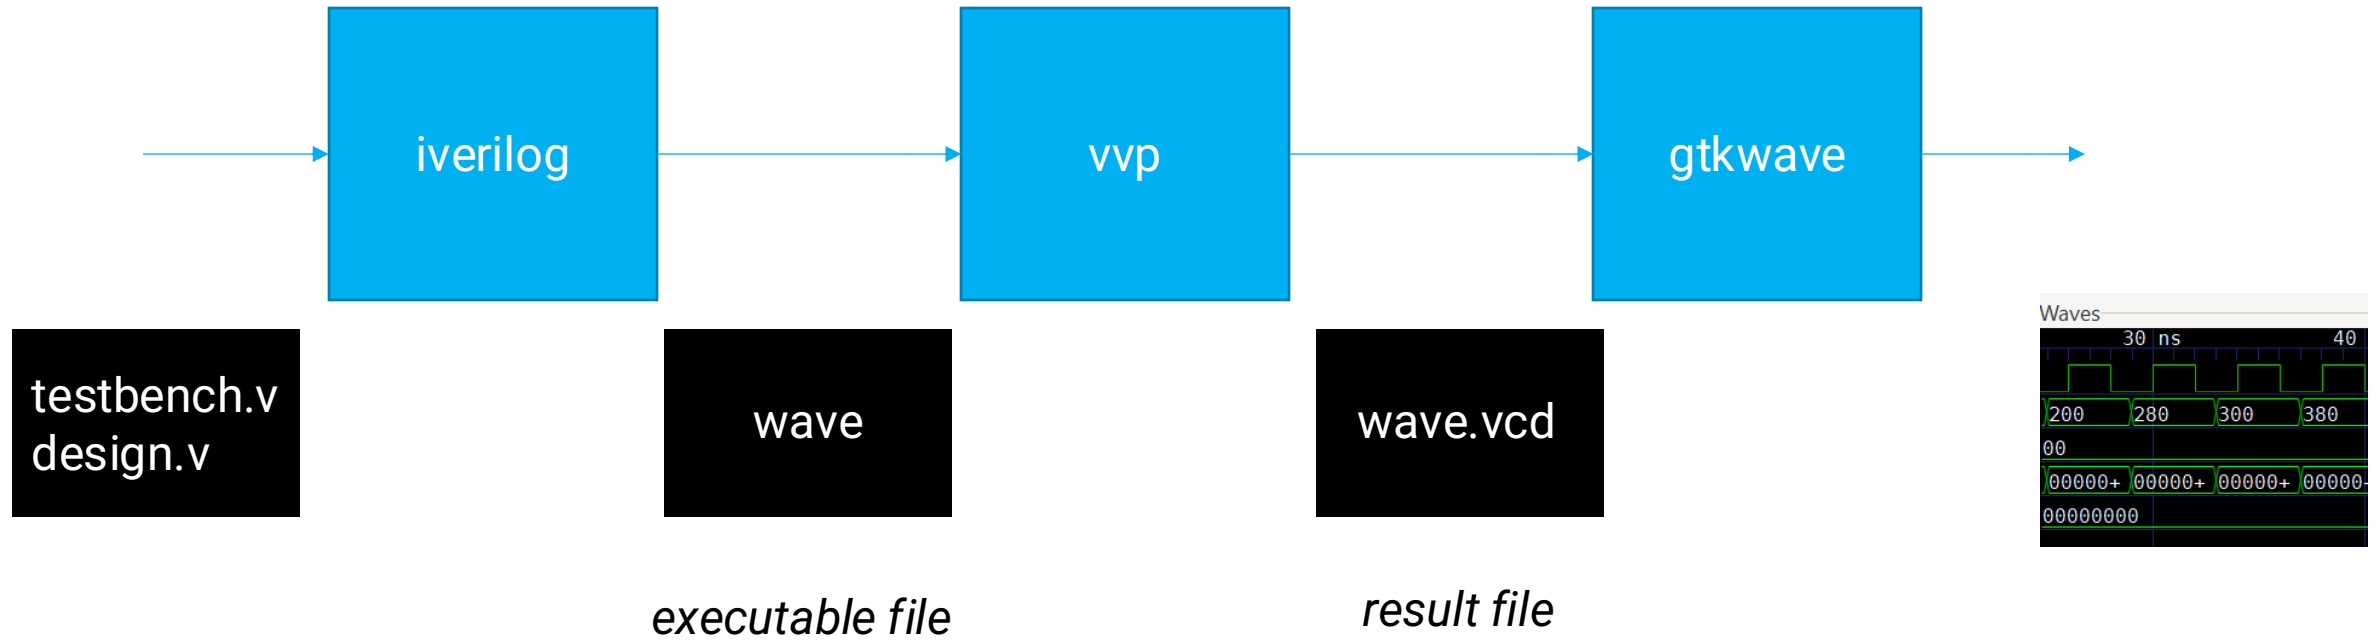 iverilog
vvp
gtkwave
testbench.v
design.v
wave
wave.vcd
executable file
result file
Waves
30 ns 40
200 280 300 380
00
00000+ 00000+ 00000+ 00000+
00000000